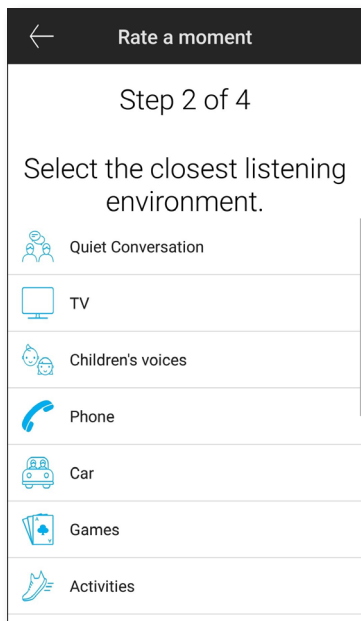 Rate a moment
Step 2 of 4
Select the closest listening
environment.
Quiet Conversation
TV
Children's voices
Phone
Car
Games
Activities